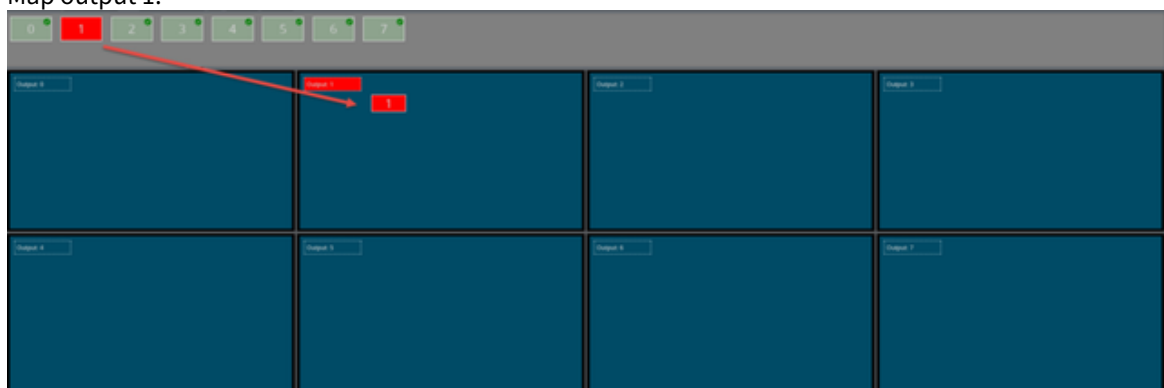 Map output 1.
0 1 2 3 4 5 6 7
Output: 0 Output: 1 Output: 2 Output: 3
1
Output: 4 Output: 5 Output: 6 Output: 7